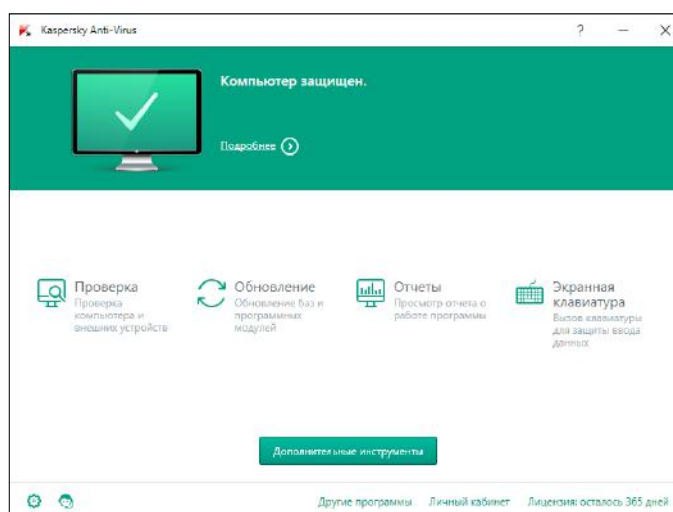 Kaspersky Anti-Virus
Компьютер защищен.
Подробнее
Проверка
Проверка
компьютера и
внешних устройств
Обновление
Обновление баз и
программных
модулей
Отчеты
Просмотр отчета о
работе программы
Экранная
клавиатура
Вызов клавиатуры
для защиты ввода
данных
Дополнительные инструменты
Другие программы Личный кабинет Лицензия: осталось 365 дней